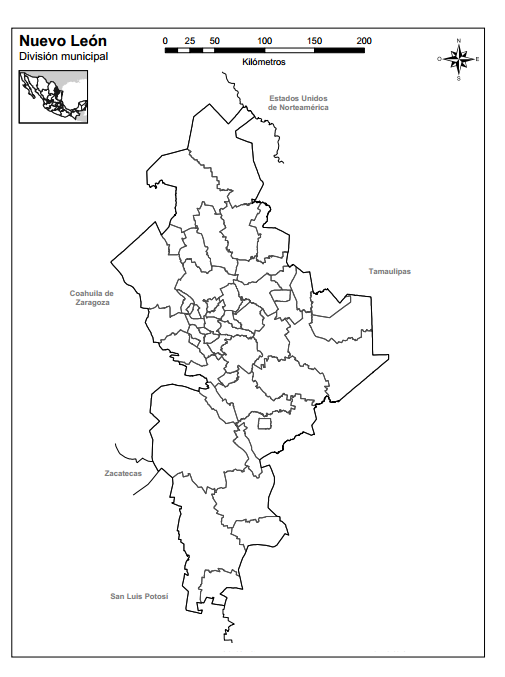 Nuevo León
División municipal
0 25 50 100 150 200
Kilómetros
N
O E
S
Estados Unidos
de Norteamérica
Tamaulipas
Coahuila de
Zaragoza
Zacatecas
San Luis Potosí